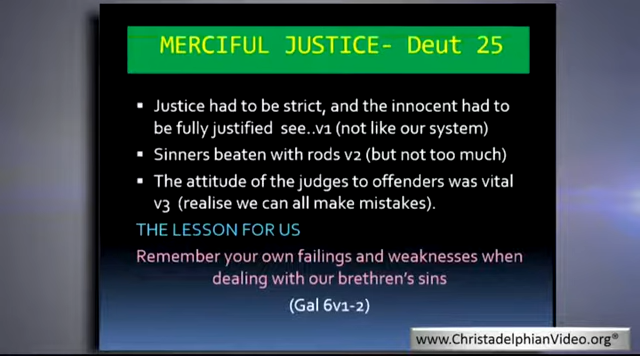 MERCIFUL JUSTICE- Deut 25
▪ Justice had to be strict, and the innocent had to
be fully justified see..v1 (not like our system)
▪ Sinners beaten with rods v2 (but not too much)
▪ The attitude of the judges to offenders was vital
v3 (realise we can all make mistakes).
THE LESSON FOR US
Remember your own failings and weaknesses when
dealing with our brethren's sins
(Gal 6v1-2)
www.ChristadelphianVideo.org®